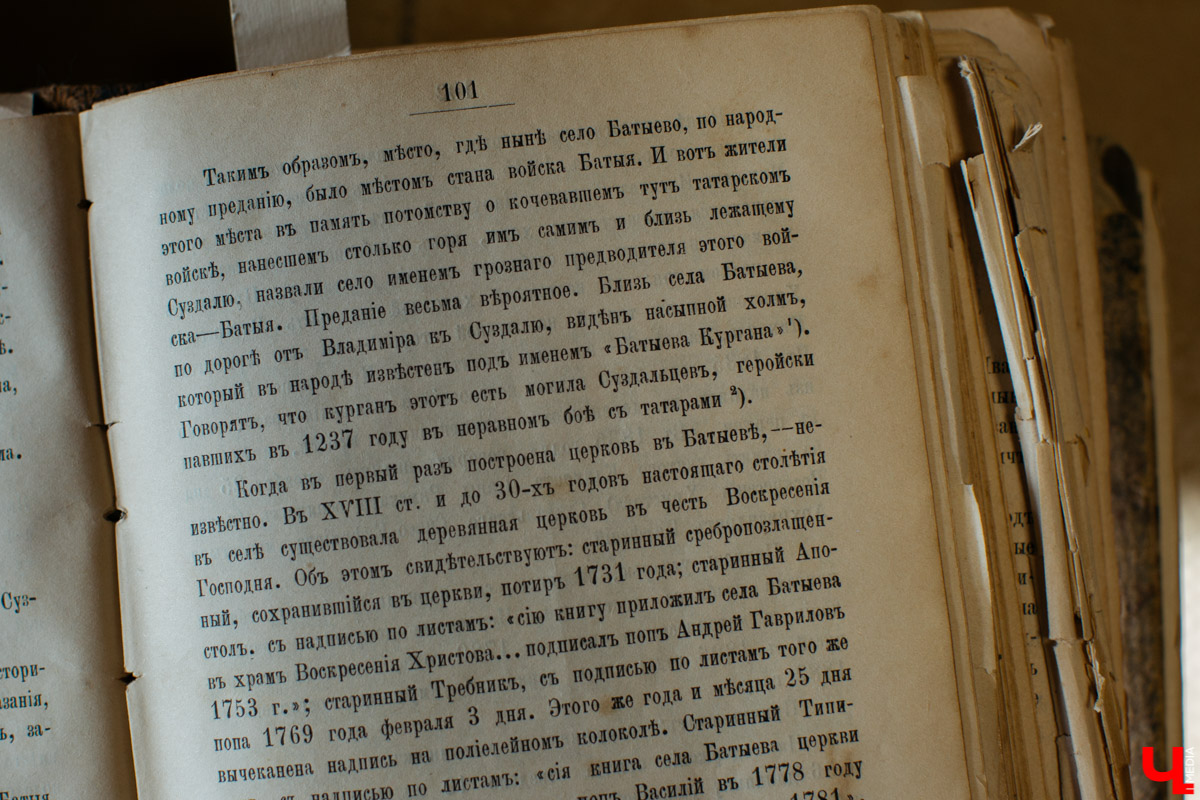 101
Такимъ образомъ, мѣсто, гдѣ нынѣ село Батыево, по народ-
ному преданію, было мѣстомъ стана войска Батыя. И вотъ жители
этого мѣста въ память потомству о кочевавшемъ тутъ татарскомъ
войскѣ, нанесшемъ столько горя имъ самимъ и близь лежащему
Суздалю, назвали село именемъ грознаго предводителя этого вой-
ска—Батыя. Преданіе весьма вѣроятное. Близь села Батыева,
по дорогѣ отъ Владиміра къ Суздалю, видѣнъ насыпной холмъ,
который въ народѣ извѣстенъ подъ именемъ «Батыева Кургана» ¹).
Говорятъ, что курганъ этотъ есть могила Суздальцевъ, геройски
павшихъ въ 1237 году въ неравномъ боѣ съ татарами ²).
Когда въ первый разъ построена церковь въ Батыевѣ,—не-
извѣстно. Въ XVIII ст. и до 30-хъ годовъ настоящаго столѣтія
въ селѣ существовала деревянная церковь въ честь Воскресенія
Господня. Объ этомъ свидѣтельствуютъ: старинный сребропозлащен-
ный, сохранившійся въ церкви, потиръ 1731 года; старинный Апо-
столъ. съ надписью по листамъ: «сію книгу приложилъ села Батыева
въ храмъ Воскресенія Христова... подписалъ попъ Андрей Гавриловъ
1753 г.»; старинный Требникъ, съ подписью по листамъ того же
попа 1769 года февраля 3 дня. Этого же года и мѣсяца 25 дня
вычеканена надпись на поліелейномъ колоколѣ. Старинный Типи-
съ надписью по листамъ: «сія книга села Батыева церкви
попъ Василій въ 1778 году
1781».
Суз-
стори-
азанія,
за-
Батыя
Ч MEDIA